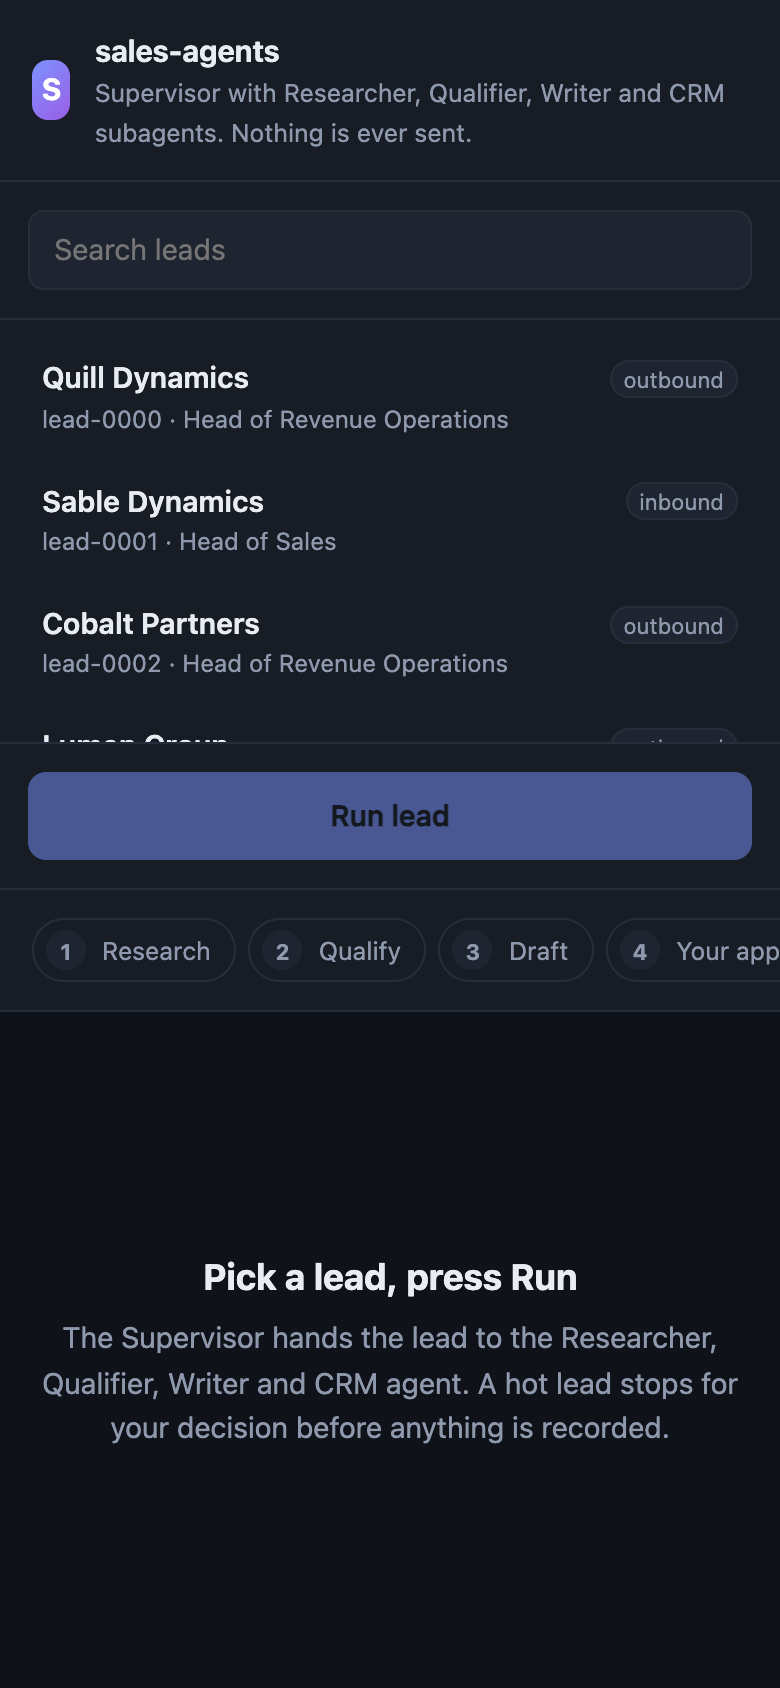 S
sales-agents
Supervisor with Researcher, Qualifier, Writer and CRM
subagents. Nothing is ever sent.
Search leads
Quill Dynamics
outbound
lead-0000 · Head of Revenue Operations
Sable Dynamics
inbound
lead-0001 · Head of Sales
Cobalt Partners
outbound
lead-0002 · Head of Revenue Operations
Run lead
1 Research
2 Qualify
3 Draft
4 Your app
Pick a lead, press Run
The Supervisor hands the lead to the Researcher,
Qualifier, Writer and CRM agent. A hot lead stops for
your decision before anything is recorded.